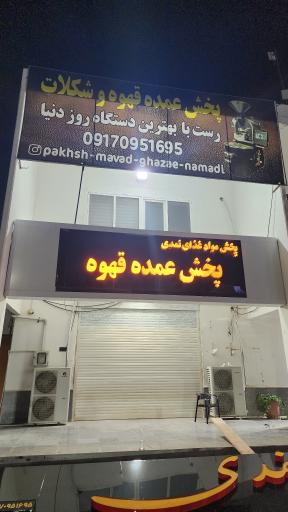 پخش عمده قهوه و شکلات
رست با بهترین دستگاه روز دنیا
09170951695
pakhsh-mavad-ghazae-namadi
پخش مواد غذای نمدی
پخش عمده قهوه